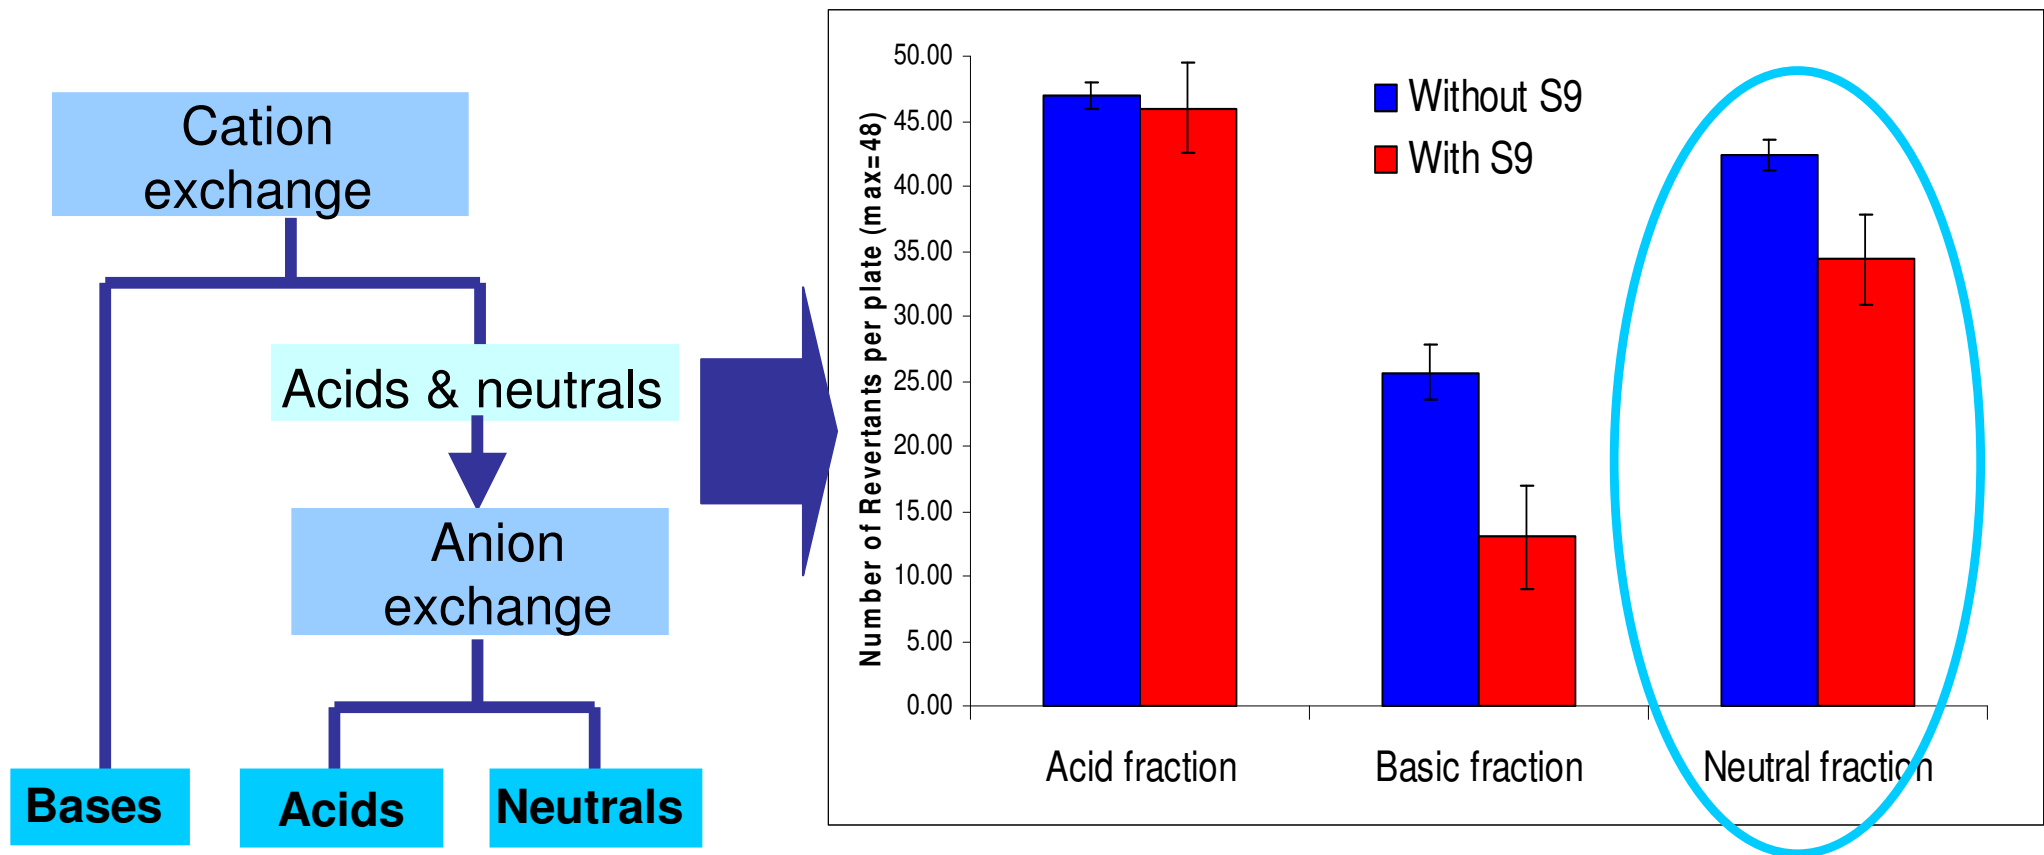 Cation
exchange
Acids & neutrals
Anion
exchange
Bases
Acids
Neutrals
Number of Revertants per plate (max=48)
50.00
45.00
40.00
35.00
30.00
25.00
20.00
15.00
10.00
5.00
0.00
Without S9
With S9
Acid fraction
Basic fraction
Neutral fraction